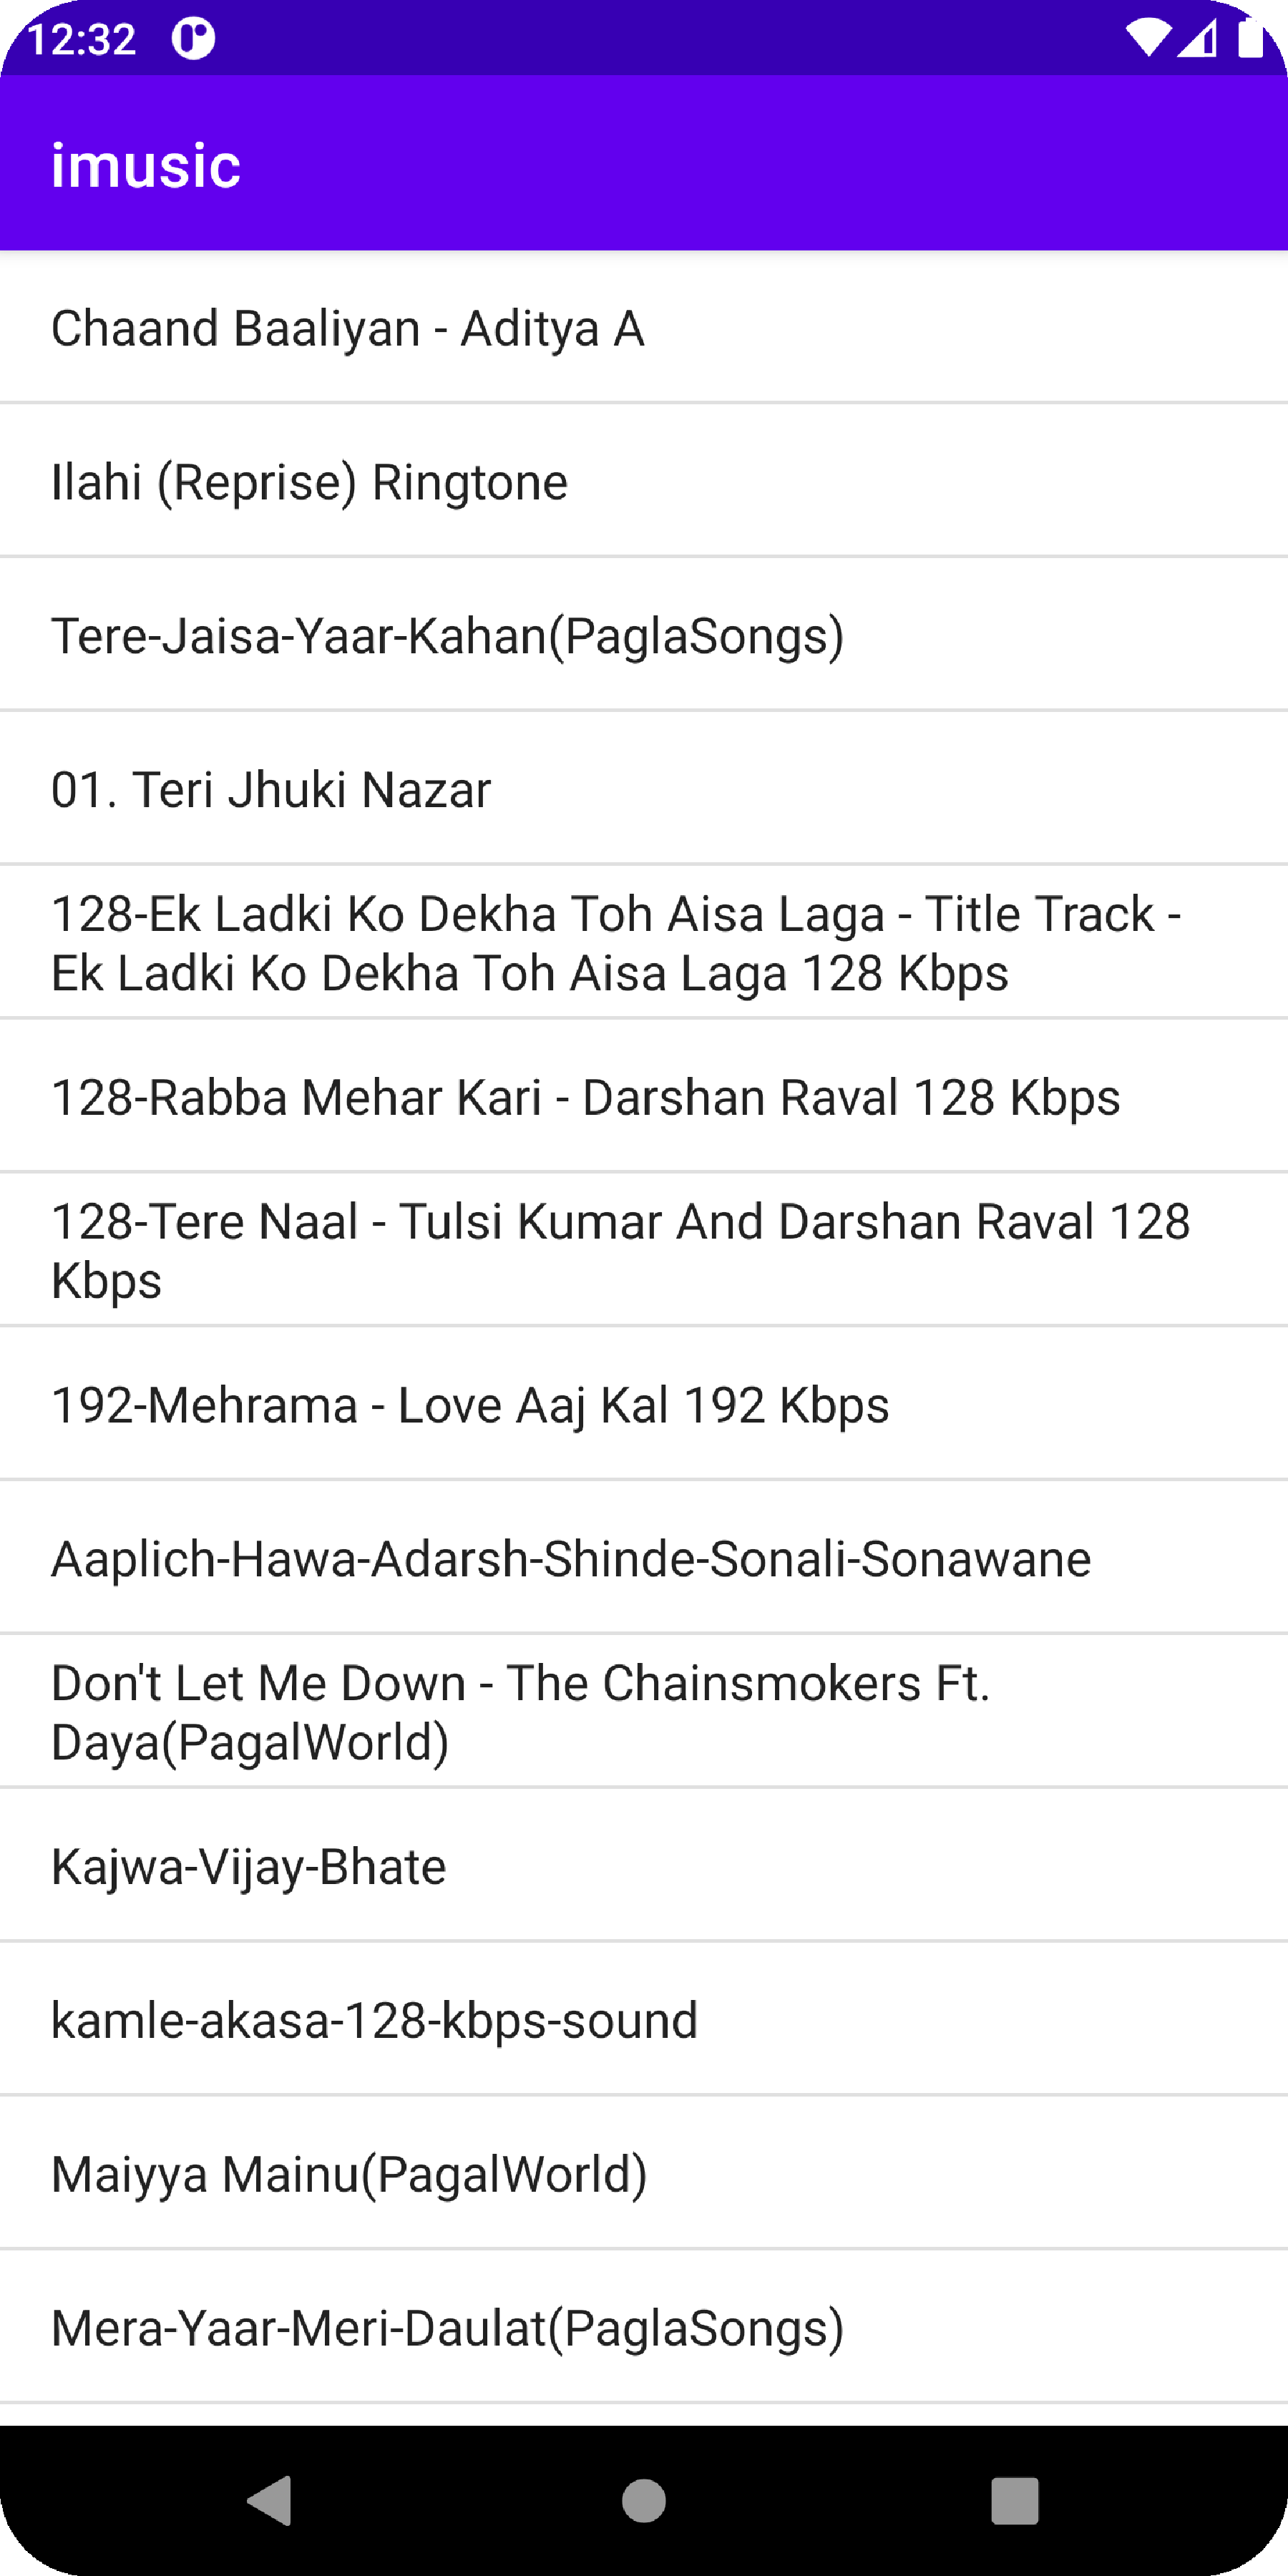 12:32
imusic
Chaand Baaliyan - Aditya A
Ilahi (Reprise) Ringtone
Tere-Jaisa-Yaar-Kahan(PaglaSongs)
01. Teri Jhuki Nazar
128-Ek Ladki Ko Dekha Toh Aisa Laga - Title Track -
Ek Ladki Ko Dekha Toh Aisa Laga 128 Kbps
128-Rabba Mehar Kari - Darshan Raval 128 Kbps
128-Tere Naal - Tulsi Kumar And Darshan Raval 128
Kbps
192-Mehrama - Love Aaj Kal 192 Kbps
Aaplich-Hawa-Adarsh-Shinde-Sonali-Sonawane
Don't Let Me Down - The Chainsmokers Ft.
Daya(PagalWorld)
Kajwa-Vijay-Bhate
kamle-akasa-128-kbps-sound
Maiyya Mainu(PagalWorld)
Mera-Yaar-Meri-Daulat(PaglaSongs)